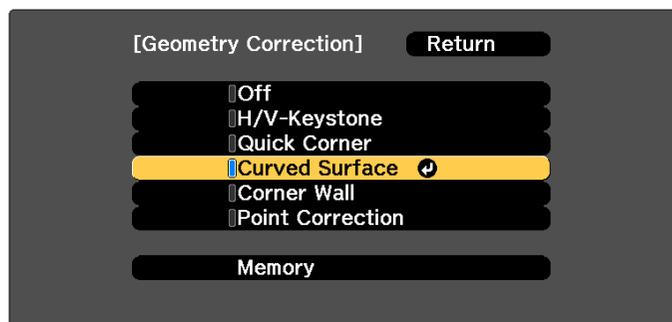 [Geometry Correction] Return
Off
H/V-Keystone
Quick Corner
Curved Surface
Corner Wall
Point Correction
Memory